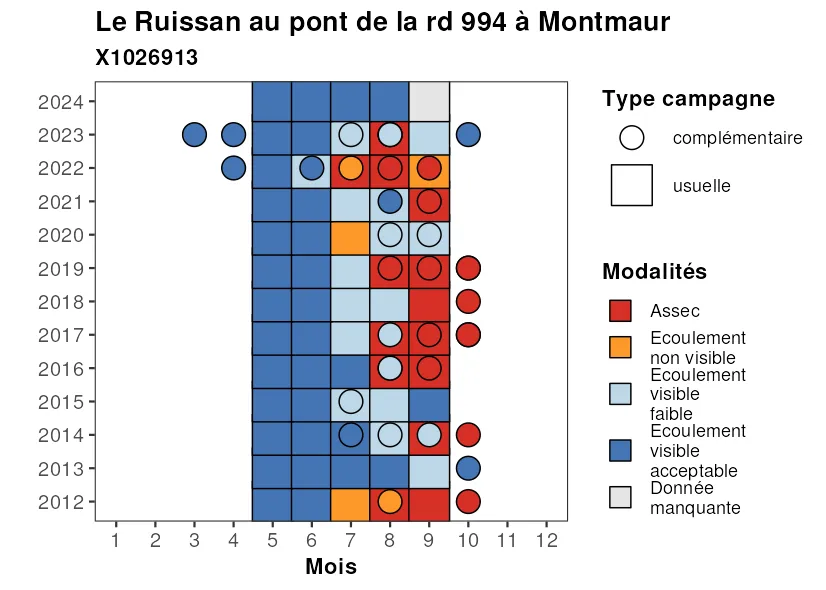 Le Ruissan au pont de la rd 994 à Montmaur
X1026913
2024
2023
2022
2021
2020
2019
2018
2017
2016
2015
2014
2013
2012
1 2 3 4 5 6 7 8 9 10 11 12
Mois
Type campagne
complémentaire
usuelle
Modalités
Assec
Ecoulement
non visible
Ecoulement
visible
faible
Ecoulement
visible
acceptable
Donnée
manquante